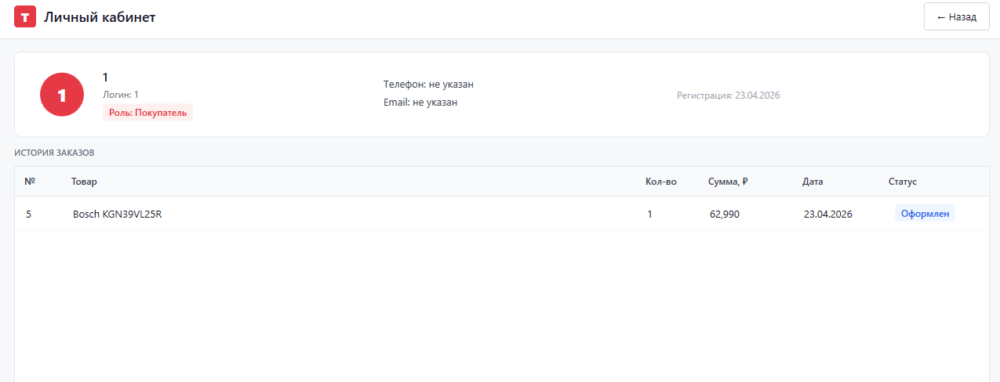 Т Личный кабинет ← Назад
1
1
Логин: 1
Роль: Покупатель
Телефон: не указан
Email: не указан
Регистрация: 23.04.2026
ИСТОРИЯ ЗАКАЗОВ
№ Товар Кол-во Сумма, ₽ Дата Статус
5 Bosch KGN39VL25R 1 62,990 23.04.2026 Оформлен